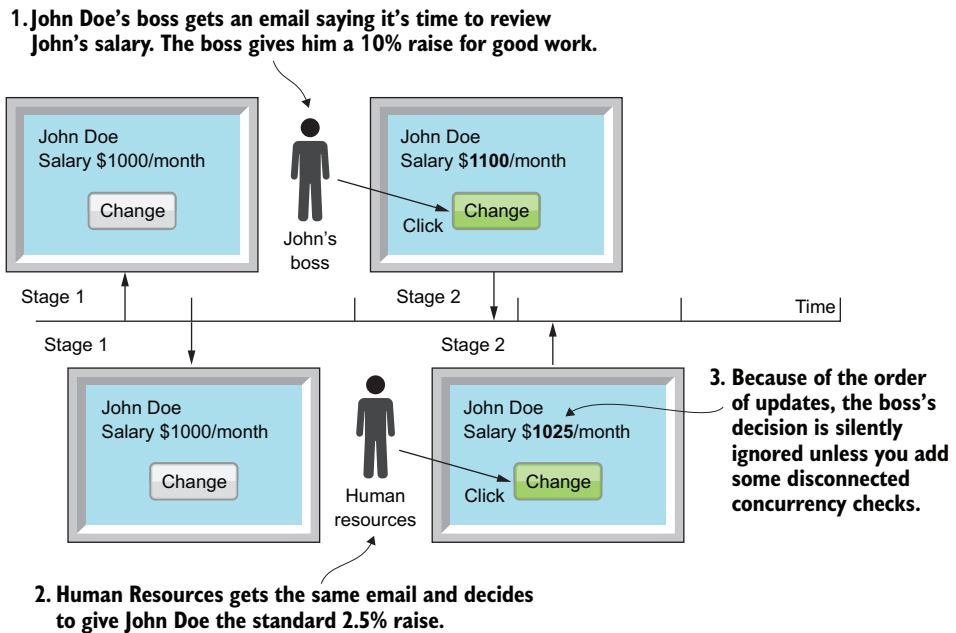 1. John Doe's boss gets an email saying it's time to review
John's salary. The boss gives him a 10% raise for good work.
John Doe
Salary $1000/month
Change
John's
boss
John Doe
Salary $1100/month
Click
Change
Stage 1
Stage 2
Time
Stage 1
Stage 2
John Doe
Salary $1000/month
Change
Human
resources
John Doe
Salary $1025/month
Click
Change
3. Because of the order
of updates, the boss's
decision is silently
ignored unless you add
some disconnected
concurrency checks.
2. Human Resources gets the same email and decides
to give John Doe the standard 2.5% raise.